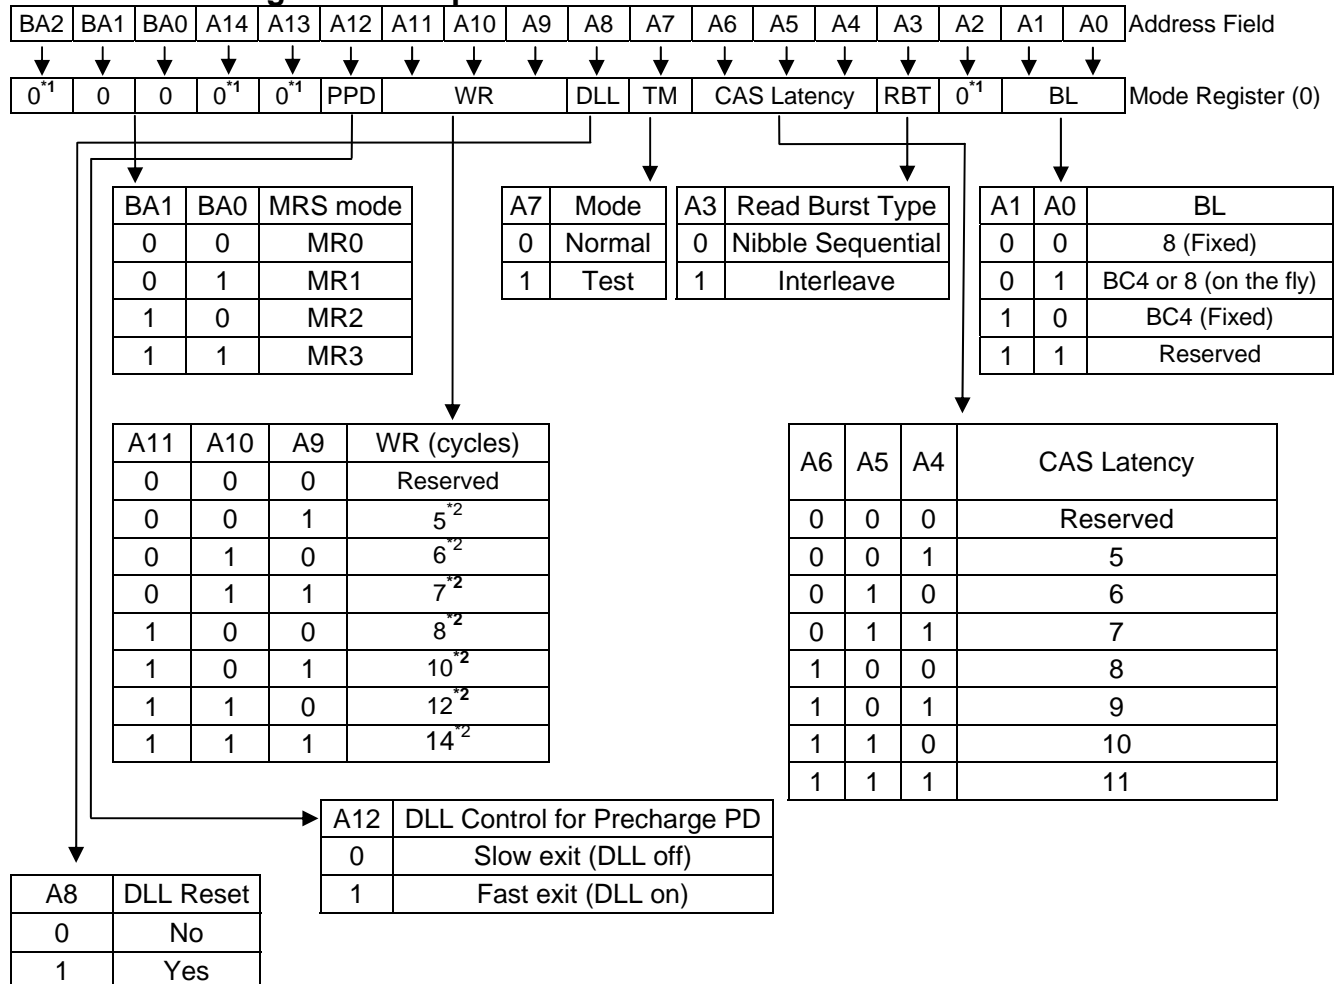 BA2 BA1 BA0 A14 A13 A12 A11 A10 A9 A8 A7 A6 A5 A4 A3 A2 A1 A0 Address Field
0*1 0 0 0*1 0*1 PPD WR DLL TM CAS Latency RBT 0*1 BL Mode Register (0)
BA1 BA0 MRS mode
0 0 MR0
0 1 MR1
1 0 MR2
1 1 MR3
A7 Mode
0 Normal
1 Test
A3 Read Burst Type
0 Nibble Sequential
1 Interleave
A1 A0 BL
0 0 8 (Fixed)
0 1 BC4 or 8 (on the fly)
1 0 BC4 (Fixed)
1 1 Reserved
A11 A10 A9 WR (cycles)
0 0 0 Reserved
0 0 1 5*2
0 1 0 6*2
0 1 1 7*2
1 0 0 8*2
1 0 1 10*2
1 1 0 12*2
1 1 1 14*2
A6 A5 A4 CAS Latency
0 0 0 Reserved
0 0 1 5
0 1 0 6
0 1 1 7
1 0 0 8
1 0 1 9
1 1 0 10
1 1 1 11
A12 DLL Control for Precharge PD
0 Slow exit (DLL off)
1 Fast exit (DLL on)
A8 DLL Reset
0 No
1 Yes